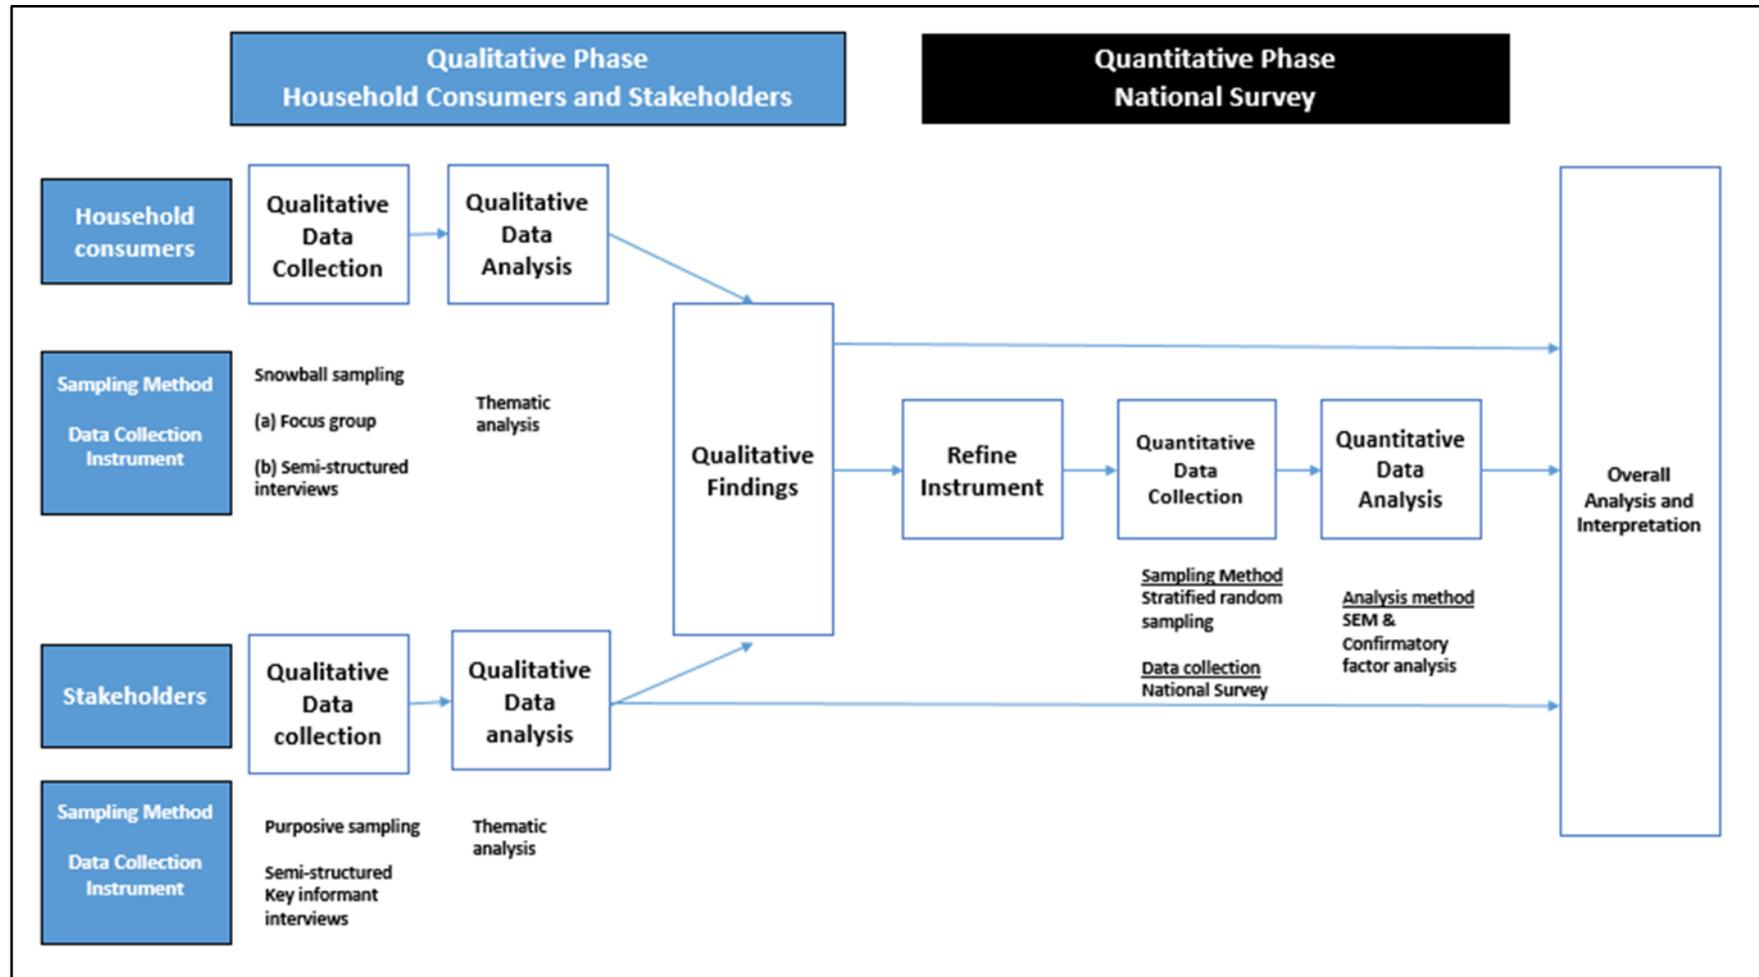 Qualitative Phase
Household Consumers and Stakeholders
Quantitative Phase
National Survey
Household
consumers
Qualitative
Data
Collection
Qualitative
Data
Analysis
Sampling Method
Data Collection
Instrument
Snowball sampling
(a) Focus group
(b) Semi-structured
interviews
Thematic
analysis
Qualitative
Findings
Refine
Instrument
Quantitative
Data
Collection
Quantitative
Data
Analysis
Overall
Analysis and
Interpretation
Sampling Method
Stratified random
sampling
Data collection
National Survey
Analysis method
SEM &
Confirmatory
factor analysis
Stakeholders
Qualitative
Data
collection
Qualitative
Data
analysis
Sampling Method
Data Collection
Instrument
Purposive sampling
Semi-structured
Key informant
interviews
Thematic
analysis